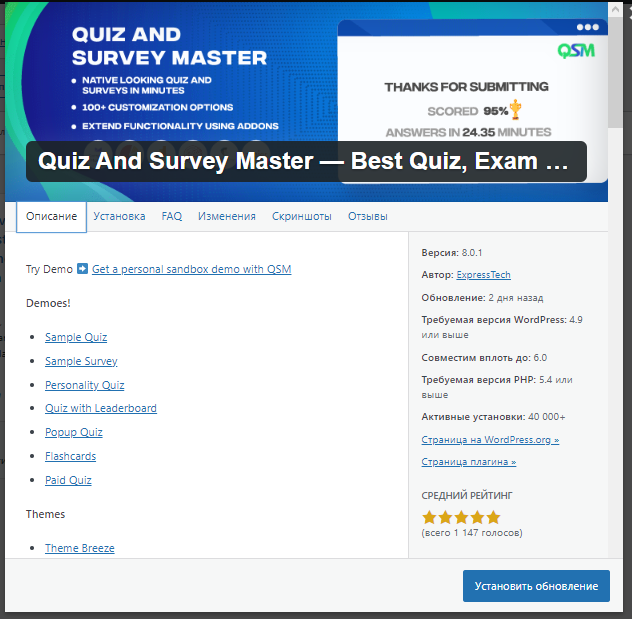 QUIZ AND
SURVEY MASTER
NATIVE LOOKING QUIZ AND
SURVEYS IN MINUTES
100+ CUSTOMIZATION OPTIONS
EXTEND FUNCTIONALITY USING ADDONS
QSM
THANKS FOR SUBMITTING
SCORED 95%
ANSWERS IN 24.35 MINUTES
Quiz And Survey Master — Best Quiz, Exam …
Описание Установка FAQ Изменения Скриншоты Отзывы
Try Demo ➡ Get a personal sandbox demo with QSM
Demoes!
• Sample Quiz
• Sample Survey
• Personality Quiz
• Quiz with Leaderboard
• Popup Quiz
• Flashcards
• Paid Quiz
Themes
• Theme Breeze
Версия: 8.0.1
Автор: ExpressTech
Обновление: 2 дня назад
Требуемая версия WordPress: 4.9
или выше
Совместим вплоть до: 6.0
Требуемая версия PHP: 5.4 или
выше
Активные установки: 40 000+
Страница на WordPress.org »
Страница плагина »
СРЕДНИЙ РЕЙТИНГ
(всего 1 147 голосов)
Установить обновление